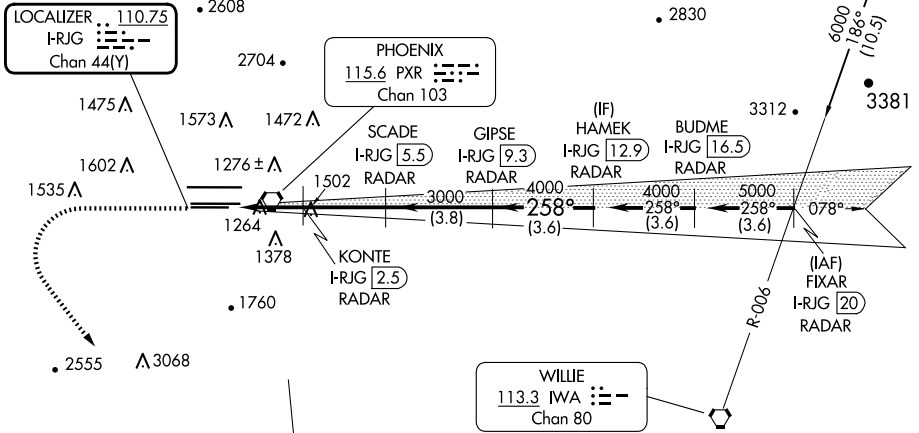 LOCALIZER 110.75
I-RJG
Chan 44(Y)
2608
2830
6000
186°
(10.5)
2704
PHOENIX
115.6 PXR
Chan 103
3381
3312
1475
1573
1472
SCADE
I-RJG 5.5
RADAR
GIPSE
I-RJG 9.3
RADAR
(IF)
HAMEK
I-RJG 12.9
RADAR
BUDME
I-RJG 16.5
RADAR
1602
1276 ±
1535
1502
3000
(3.8)
4000
258°
(3.6)
4000
258°
(3.6)
5000
258°
(3.6)
078°
1264
1378
KONTE
I-RJG 2.5
RADAR
(IAF)
FIXAR
I-RJG 20
RADAR
R-006
1760
2555
3068
WILLIE
113.3 IWA
Chan 80